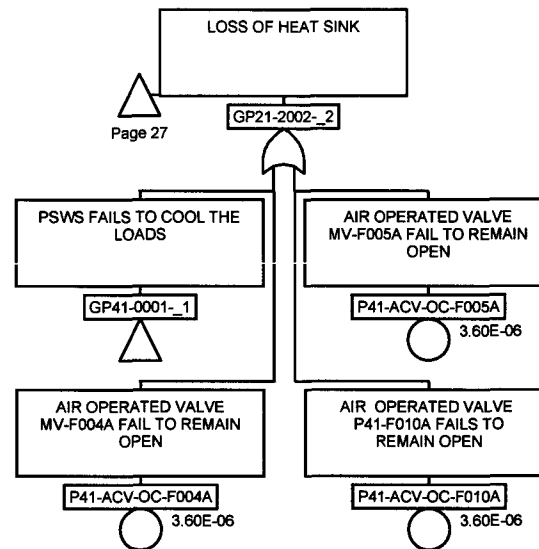 LOSS OF HEAT SINK
Page 27
GP21-2002-_2
PSWS FAILS TO COOL THE
LOADS
GP41-0001-_1
AIR OPERATED VALVE
MV-F005A FAIL TO REMAIN
OPEN
P41-ACV-OC-F005A
3.60E-06
AIR OPERATED VALVE
MV-F004A FAIL TO REMAIN
OPEN
P41-ACV-OC-F004A
3.60E-06
AIR OPERATED VALVE
P41-F010A FAILS TO
REMAIN OPEN
P41-ACV-OC-F010A
3.60E-06